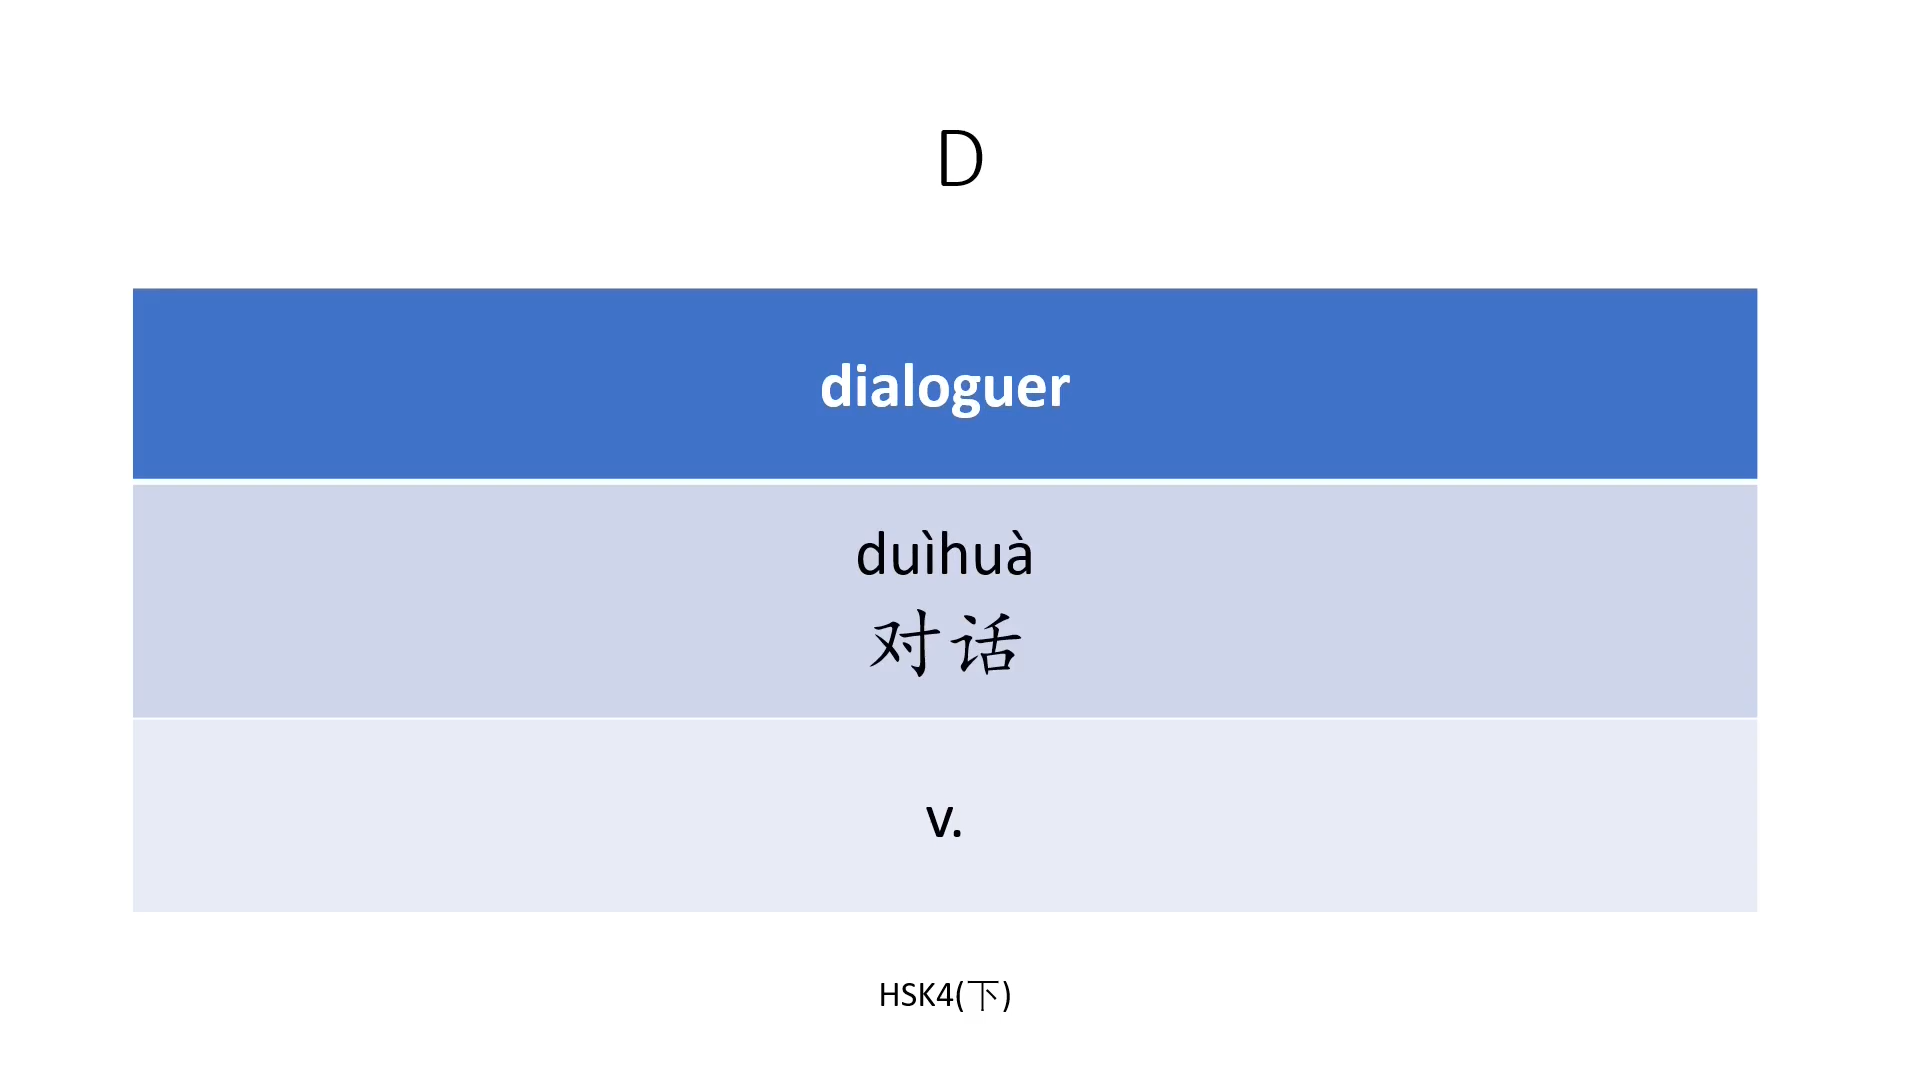 D
dialoguer
duìhuà
对话
v.
HSK4(下)